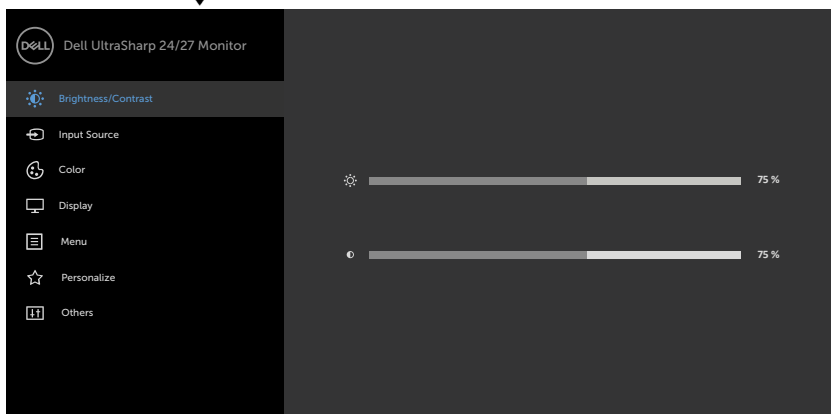 DELL Dell UltraSharp 24/27 Monitor
Brightness/Contrast
Input Source
Color
75 %
Display
Menu
75 %
Personalize
Others